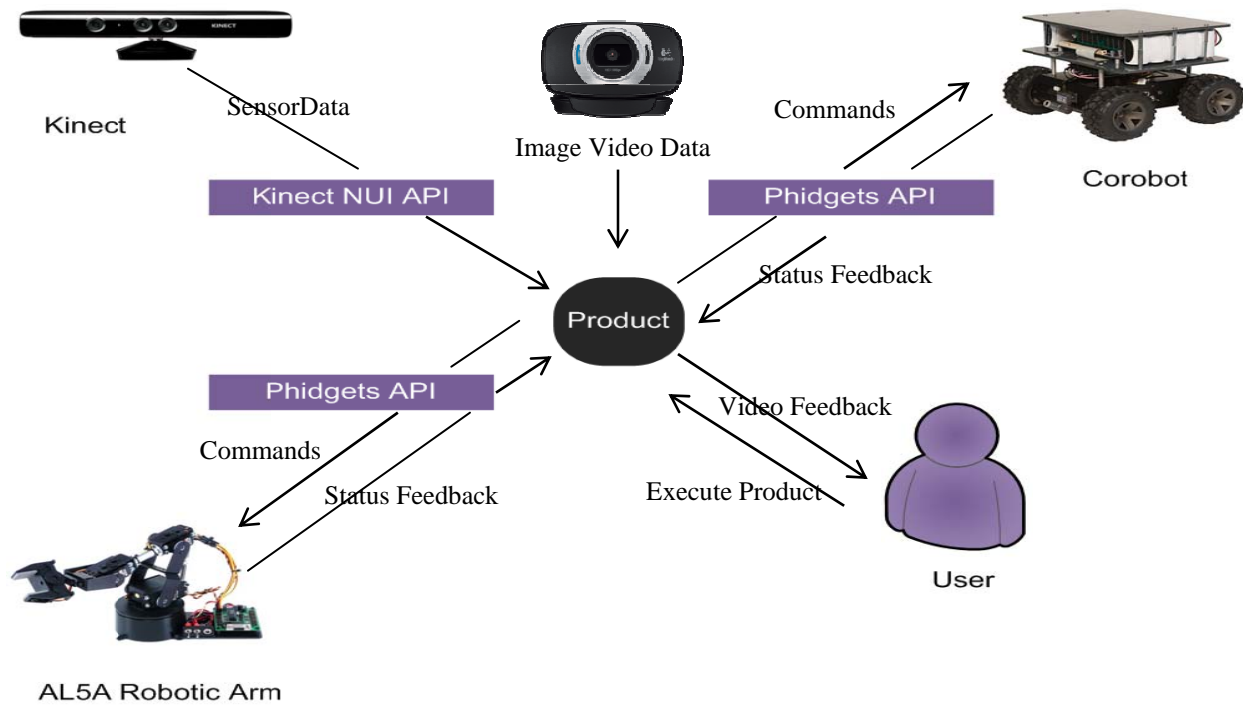 KINECT
Kinect
SensorData
Image Video Data
Commands
Corobot
Kinect NUI API
Phidgets API
Status Feedback
Product
Phidgets API
Commands
Status Feedback
Video Feedback
Execute Product
User
AL5A Robotic Arm